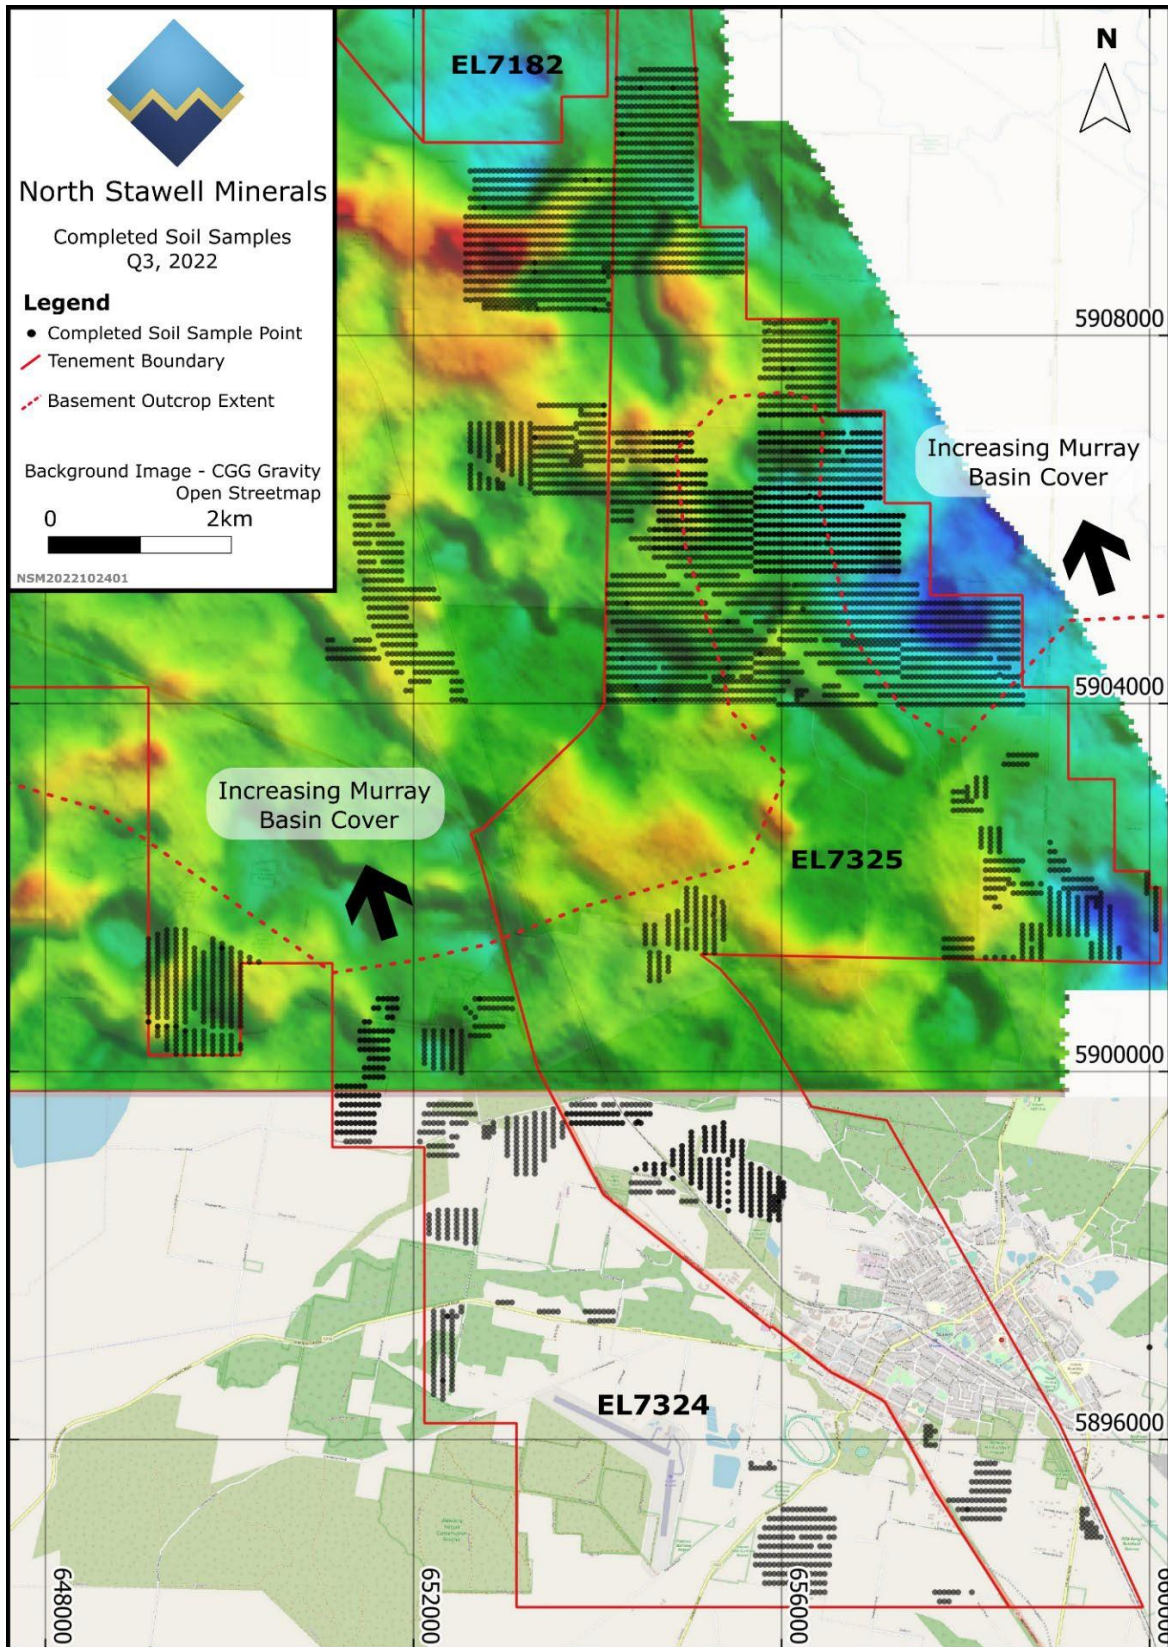 North Stawell Minerals
Completed Soil Samples
Q3, 2022
Legend
Completed Soil Sample Point
Tenement Boundary
Basement Outcrop Extent
Background Image - CGG Gravity
Open Streetmap
0 2km
NSM2022102401
EL7182
N
5908000
Increasing Murray
Basin Cover
5904000
Increasing Murray
Basin Cover
EL7325
5900000
EL7324
5896000
648000
652000
656000